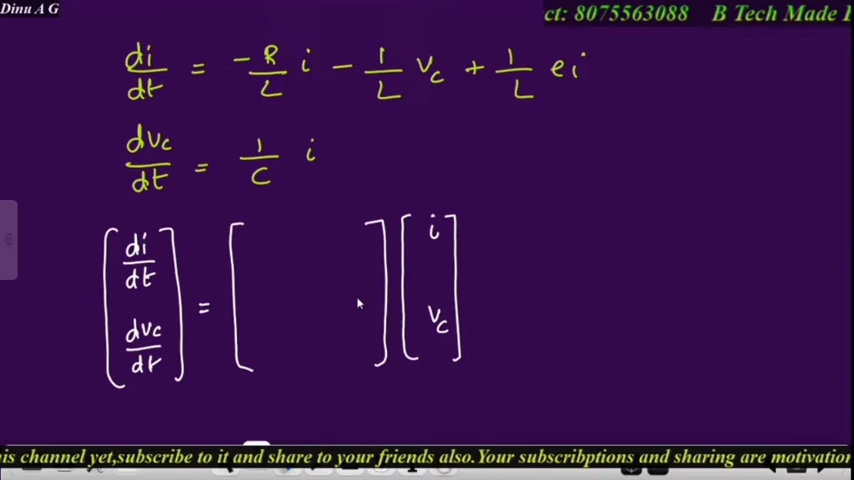 Dinu A G
ct: 8075563088 B Tech Made
di/dt = -R/L i - 1/L vc + 1/L ei
dvc/dt = 1/C i
[di/dt dvc/dt] = [ ] [i vc]
his channel yet,subscribe to it and share to your friends also.Your subscribptions and sharing are motivation